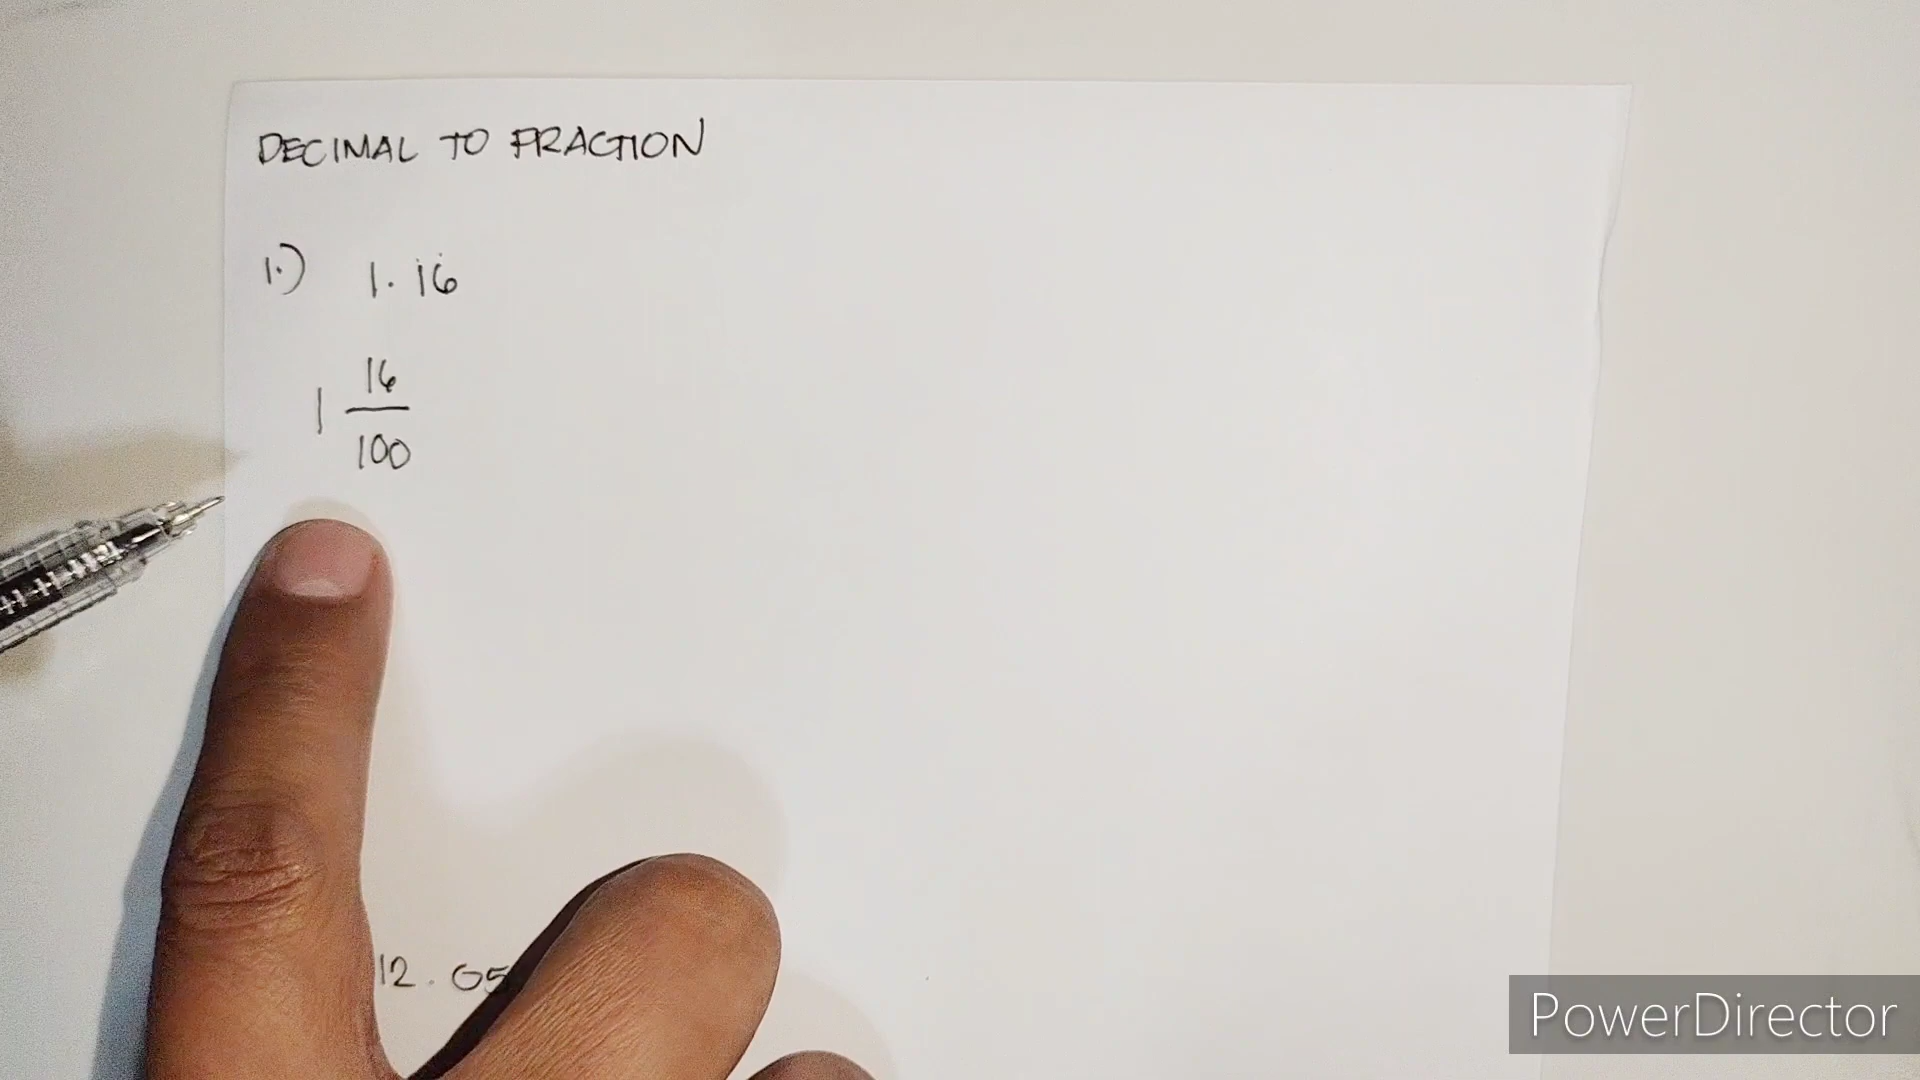 DECIMAL TO FRACTION
1.) 1.16
1 16/100
12.05
PowerDirector